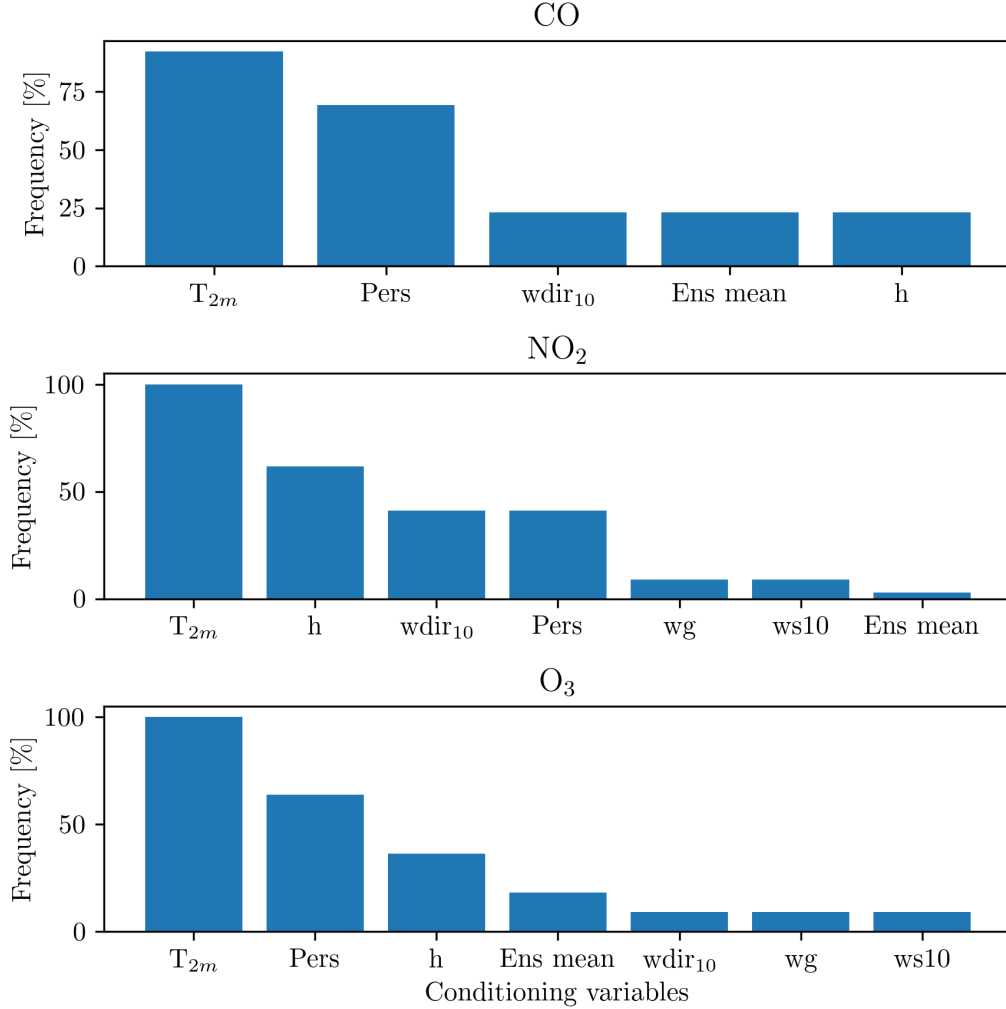 CO
Frequency [%]
75
50
25
0
T2m Pers wdir10 Ens mean h
NO2
Frequency [%]
100
50
0
T2m h wdir10 Pers wg ws10 Ens mean
O3
Frequency [%]
100
50
0
T2m Pers h Ens mean wdir10 wg ws10
Conditioning variables